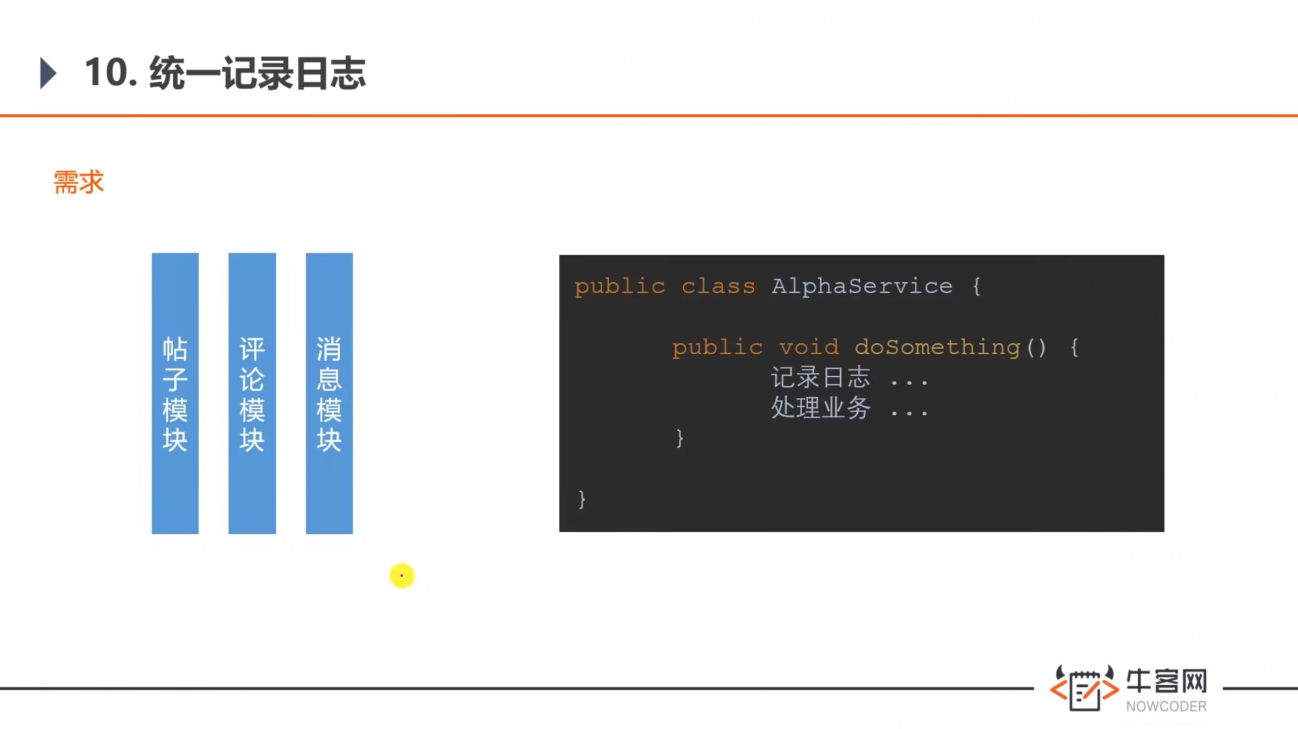 10. 统一记录日志
需求
帖子模块
评论模块
消息模块
public class AlphaService {
public void doSomething() {
记录日志 ...
处理业务 ...
}
}
牛客网
NOWCODER